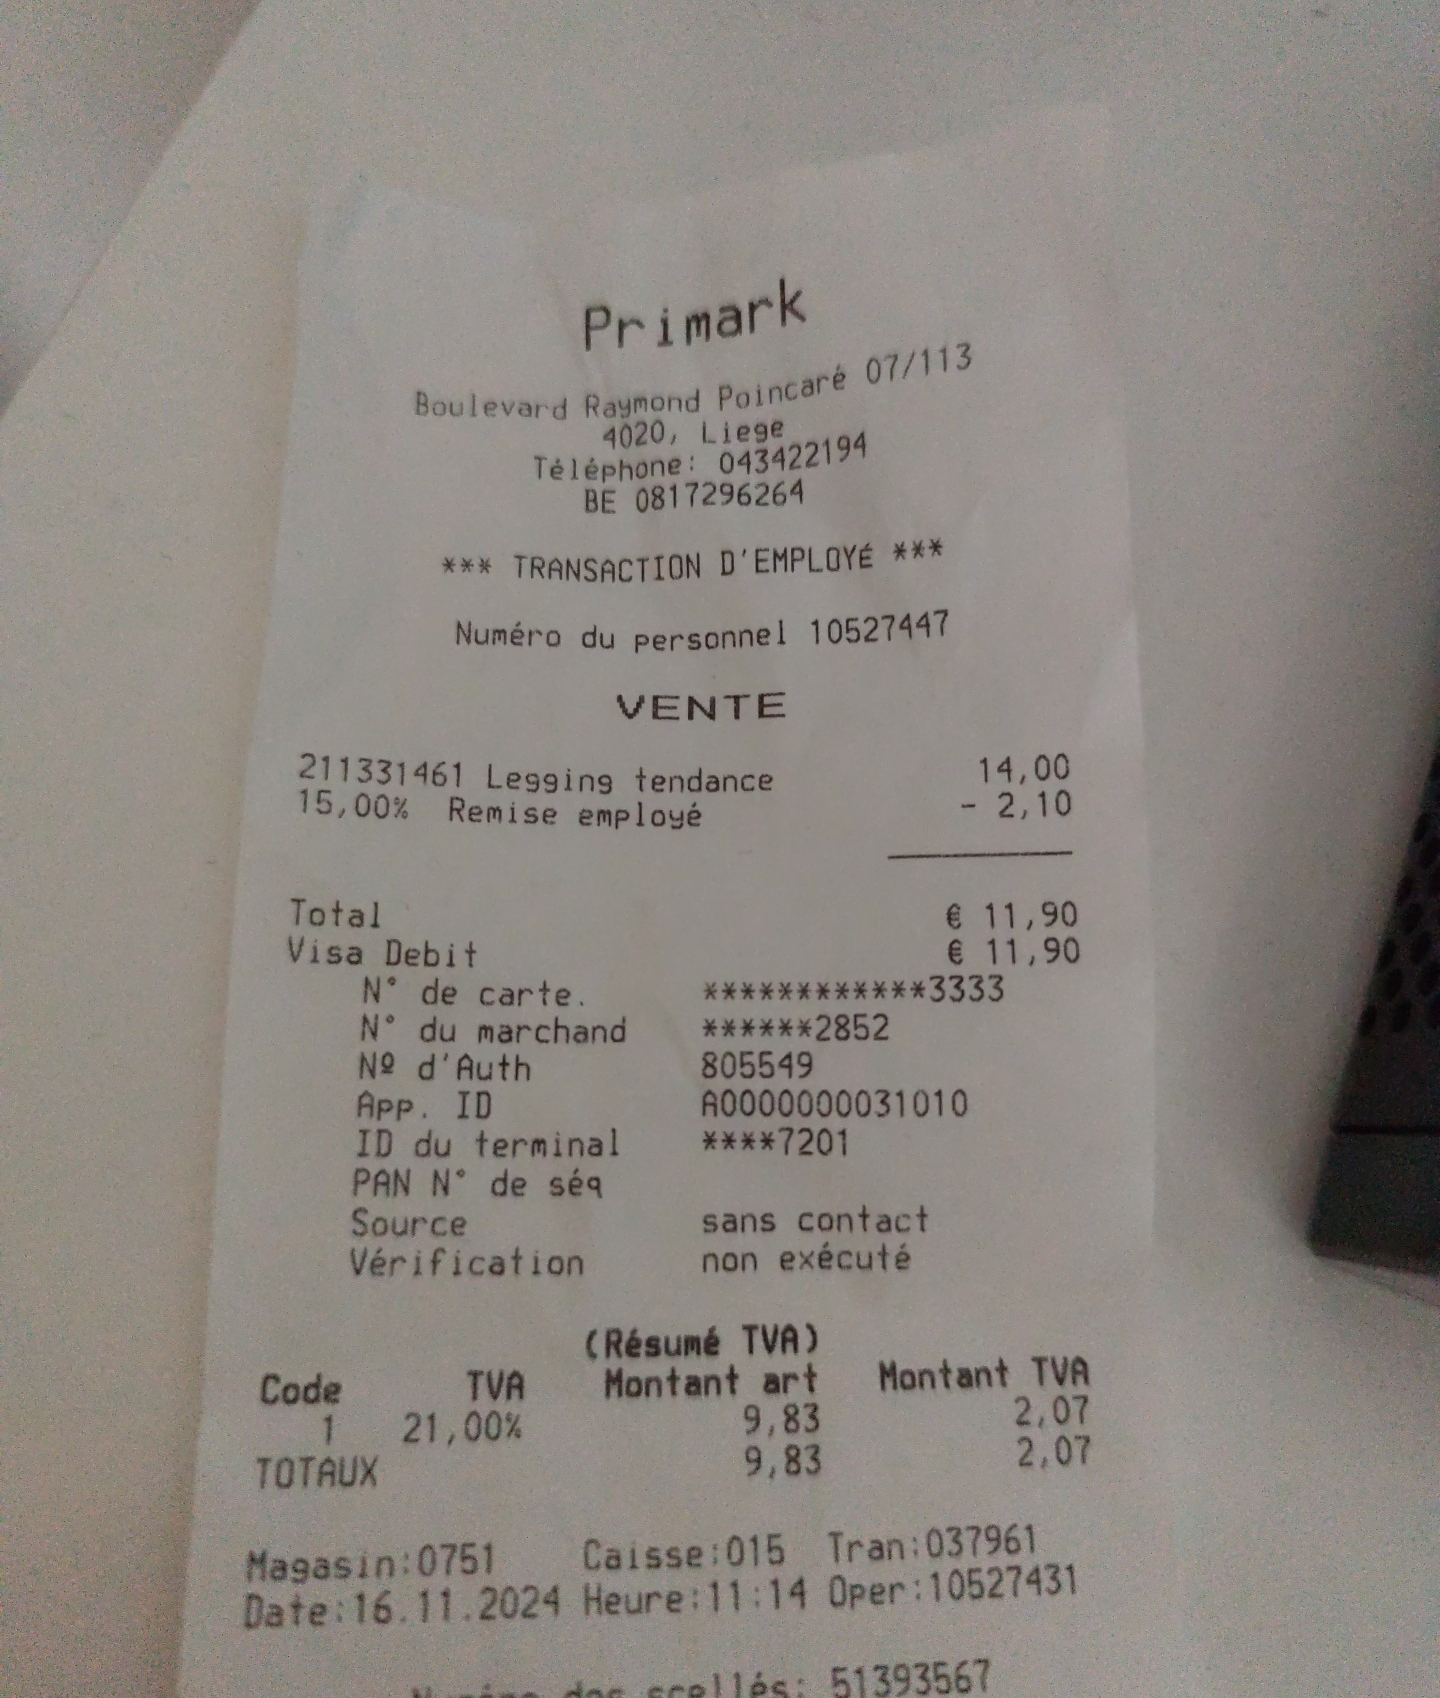 Primark
Boulevard Raymond Poincaré 07/113
4020, Liege
Téléphone: 043422194
BE 0817296264
*** TRANSACTION D'EMPLOYÉ ***
Numéro du personnel 10527447
VENTE
211331461 Legging tendance 14,00
15,00% Remise employé - 2,10
Total € 11,90
Visa Debit € 11,90
N° de carte. ************3333
N° du marchand ******2852
Nº d'Auth 805549
App. ID A0000000031010
ID du terminal ****7201
PAN N° de séq
Source sans contact
Vérification non exécuté
(Résumé TVA)
Code TVA Montant art Montant TVA
1 21,00% 9,83 2,07
TOTAUX 9,83 2,07
Magasin:0751 Caisse:015 Tran:037961
Date:16.11.2024 Heure:11:14 Oper:10527431
Numéro des scellés: 51393567